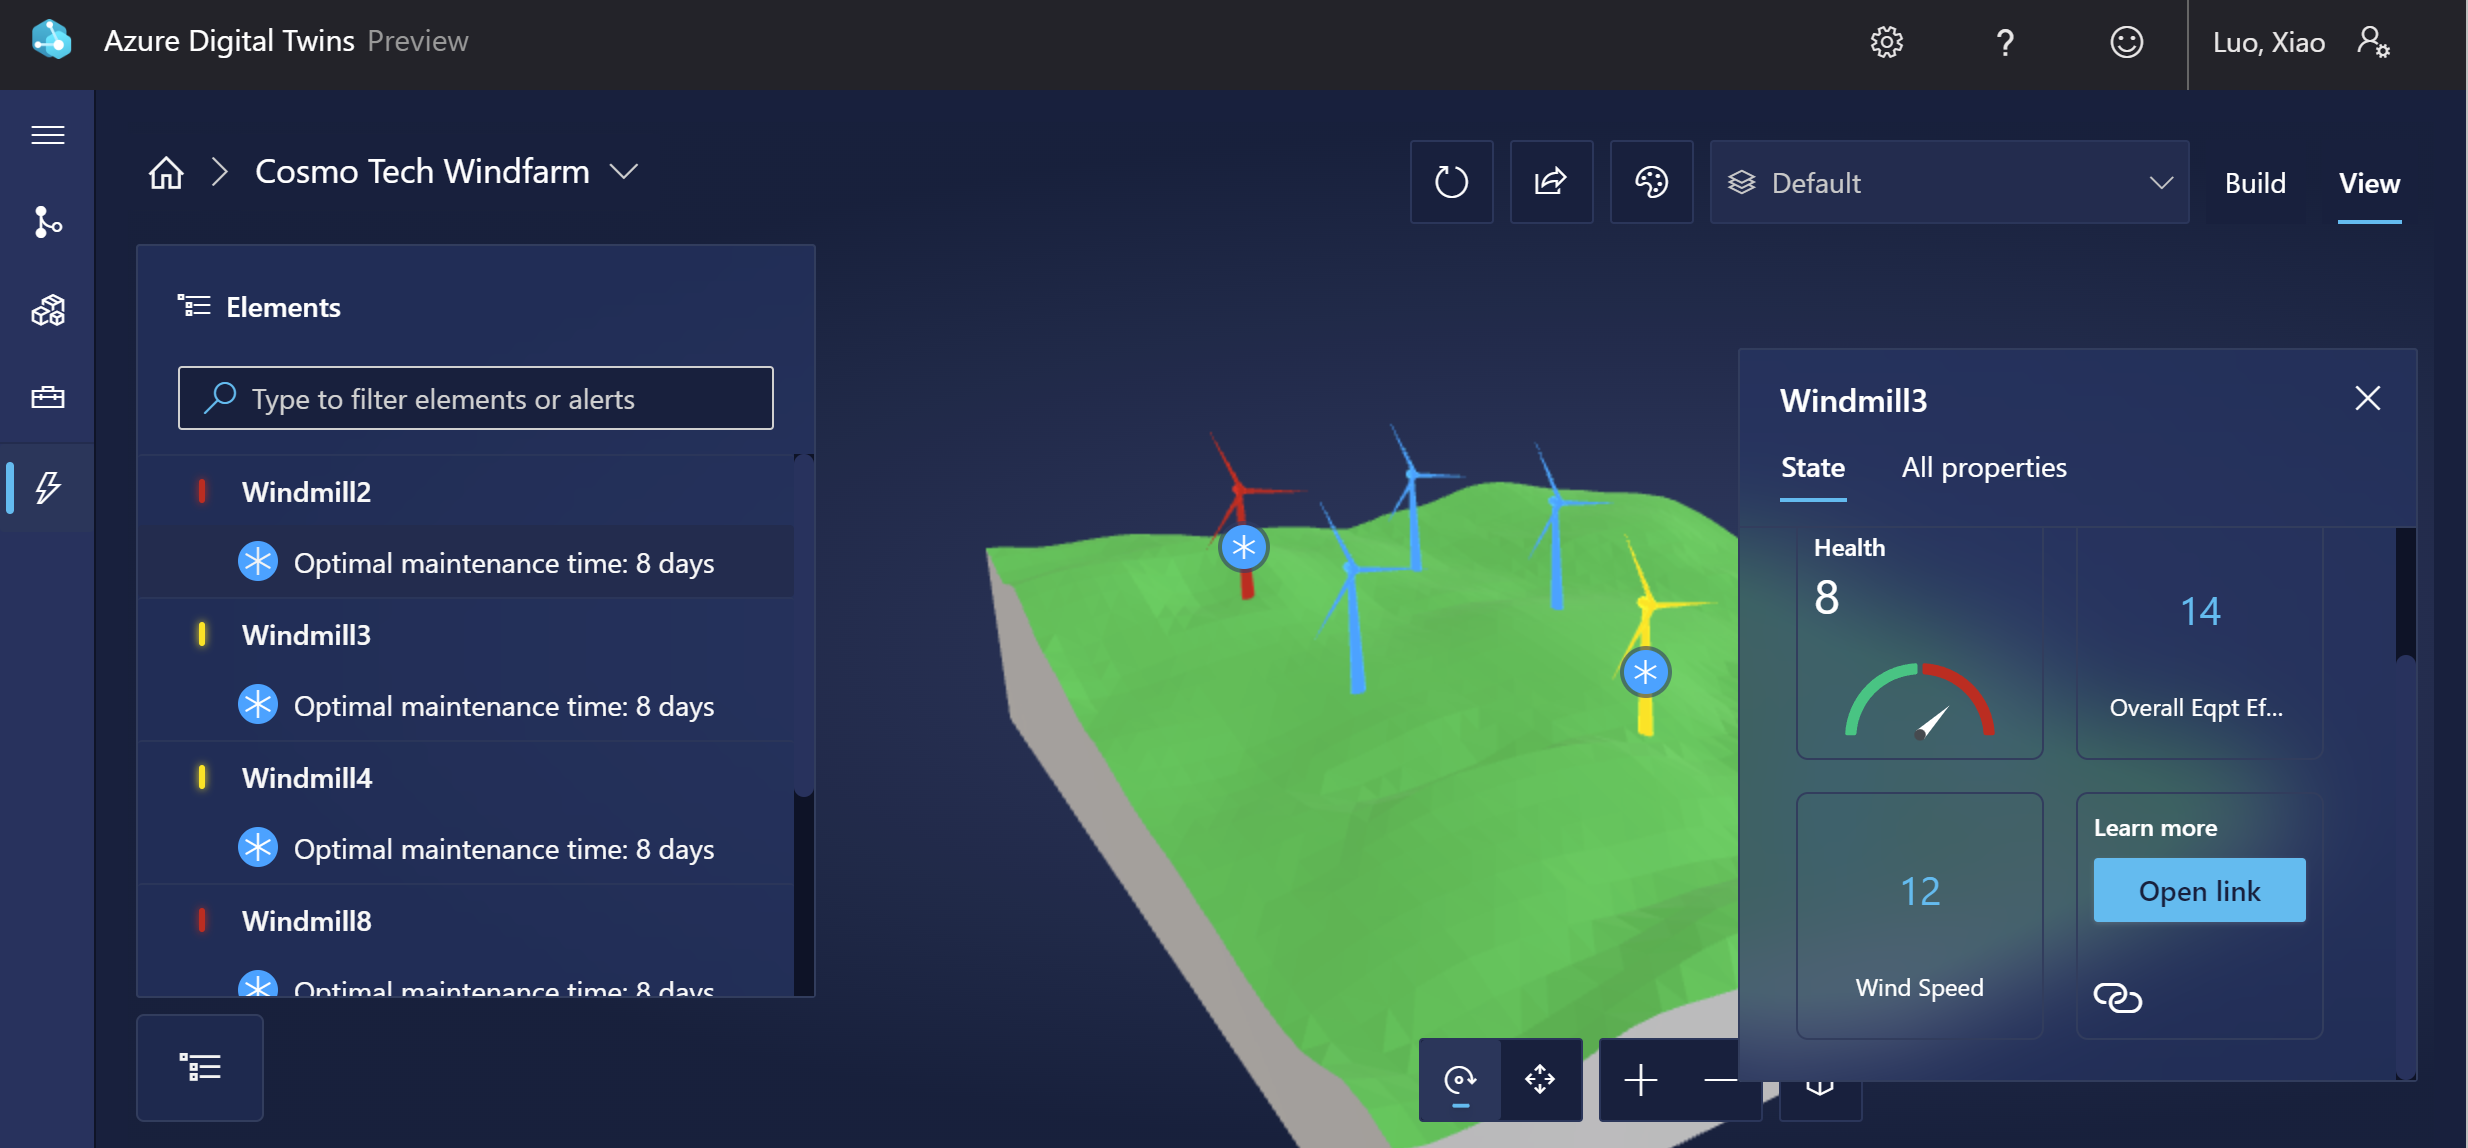 Azure Digital Twins Preview
Luo, Xiao
Cosmo Tech Windfarm
Default
Build
View
Elements
Type to filter elements or alerts
Windmill2
Optimal maintenance time: 8 days
Windmill3
Optimal maintenance time: 8 days
Windmill4
Optimal maintenance time: 8 days
Windmill8
Optimal maintenance time: 8 days
Windmill3
State
All properties
Health
8
14
Overall Eqpt Ef...
12
Wind Speed
Learn more
Open link